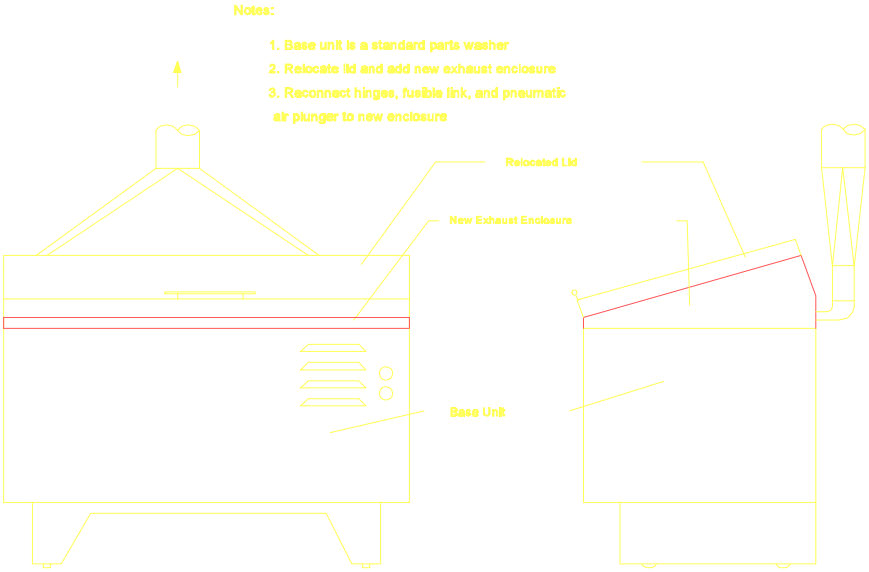 Notes:
1. Base unit is a standard parts washer
2. Relocate lid and add new exhaust enclosure
3. Reconnect hinges, fusible link, and pneumatic
air plunger to new enclosure
Relocated Lid
New Exhaust Enclosure
Base Unit